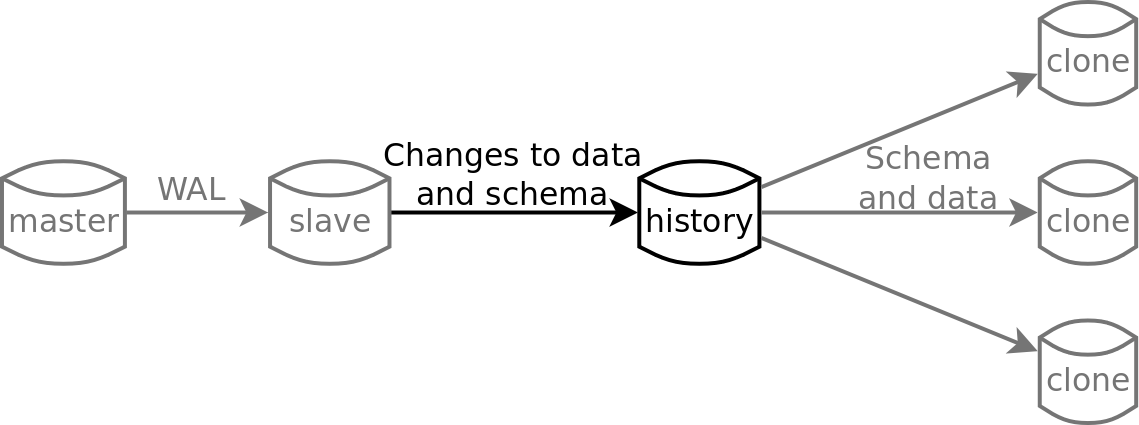 clone
Changes to data
and schema
Schema
and data
WAL
master
slave
history
clone
clone